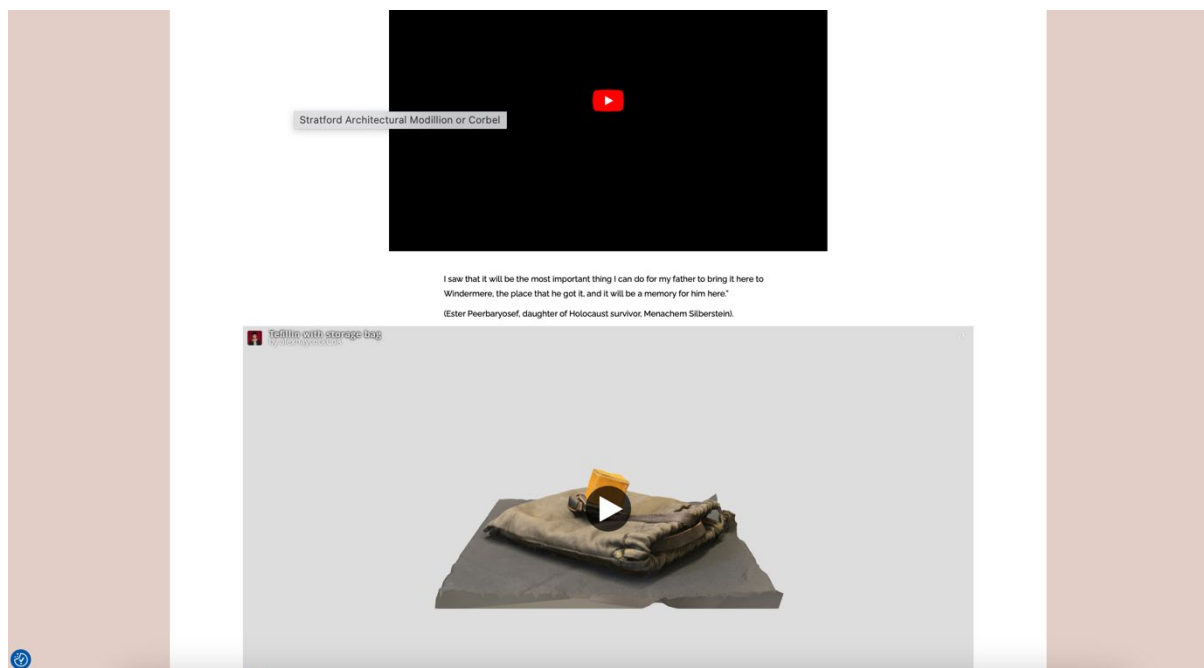 Stratford Architectural Modillion or Corbel
I saw that it will be the most important thing I can do for my father to bring it here to
Windermere, the place that he got it, and it will be a memory for him here."
(Ester Peerbaryosef, daughter of Holocaust survivor, Menachem Silberstein).
Tefillin with storage bag